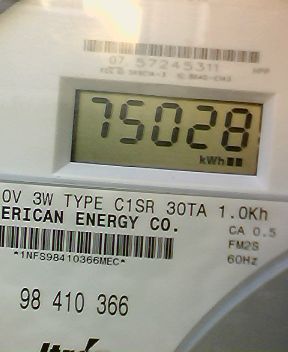 07 57245311
75028
kWh
0V 3W TYPE C1SR 30TA 1.0Kh
ERICAN ENERGY CO.
CA 0.5
FM2S
60Hz
*1NFS98410366MEC*
98 410 366